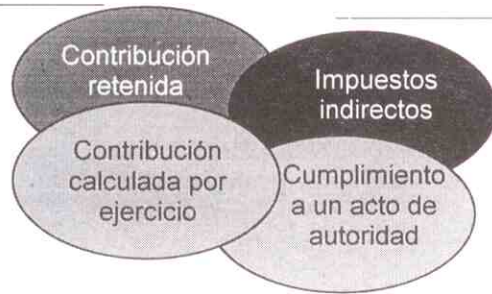 Contribución
retenida
Impuestos
indirectos
Contribución
calculada por
ejercicio
Cumplimiento
a un acto de
autoridad